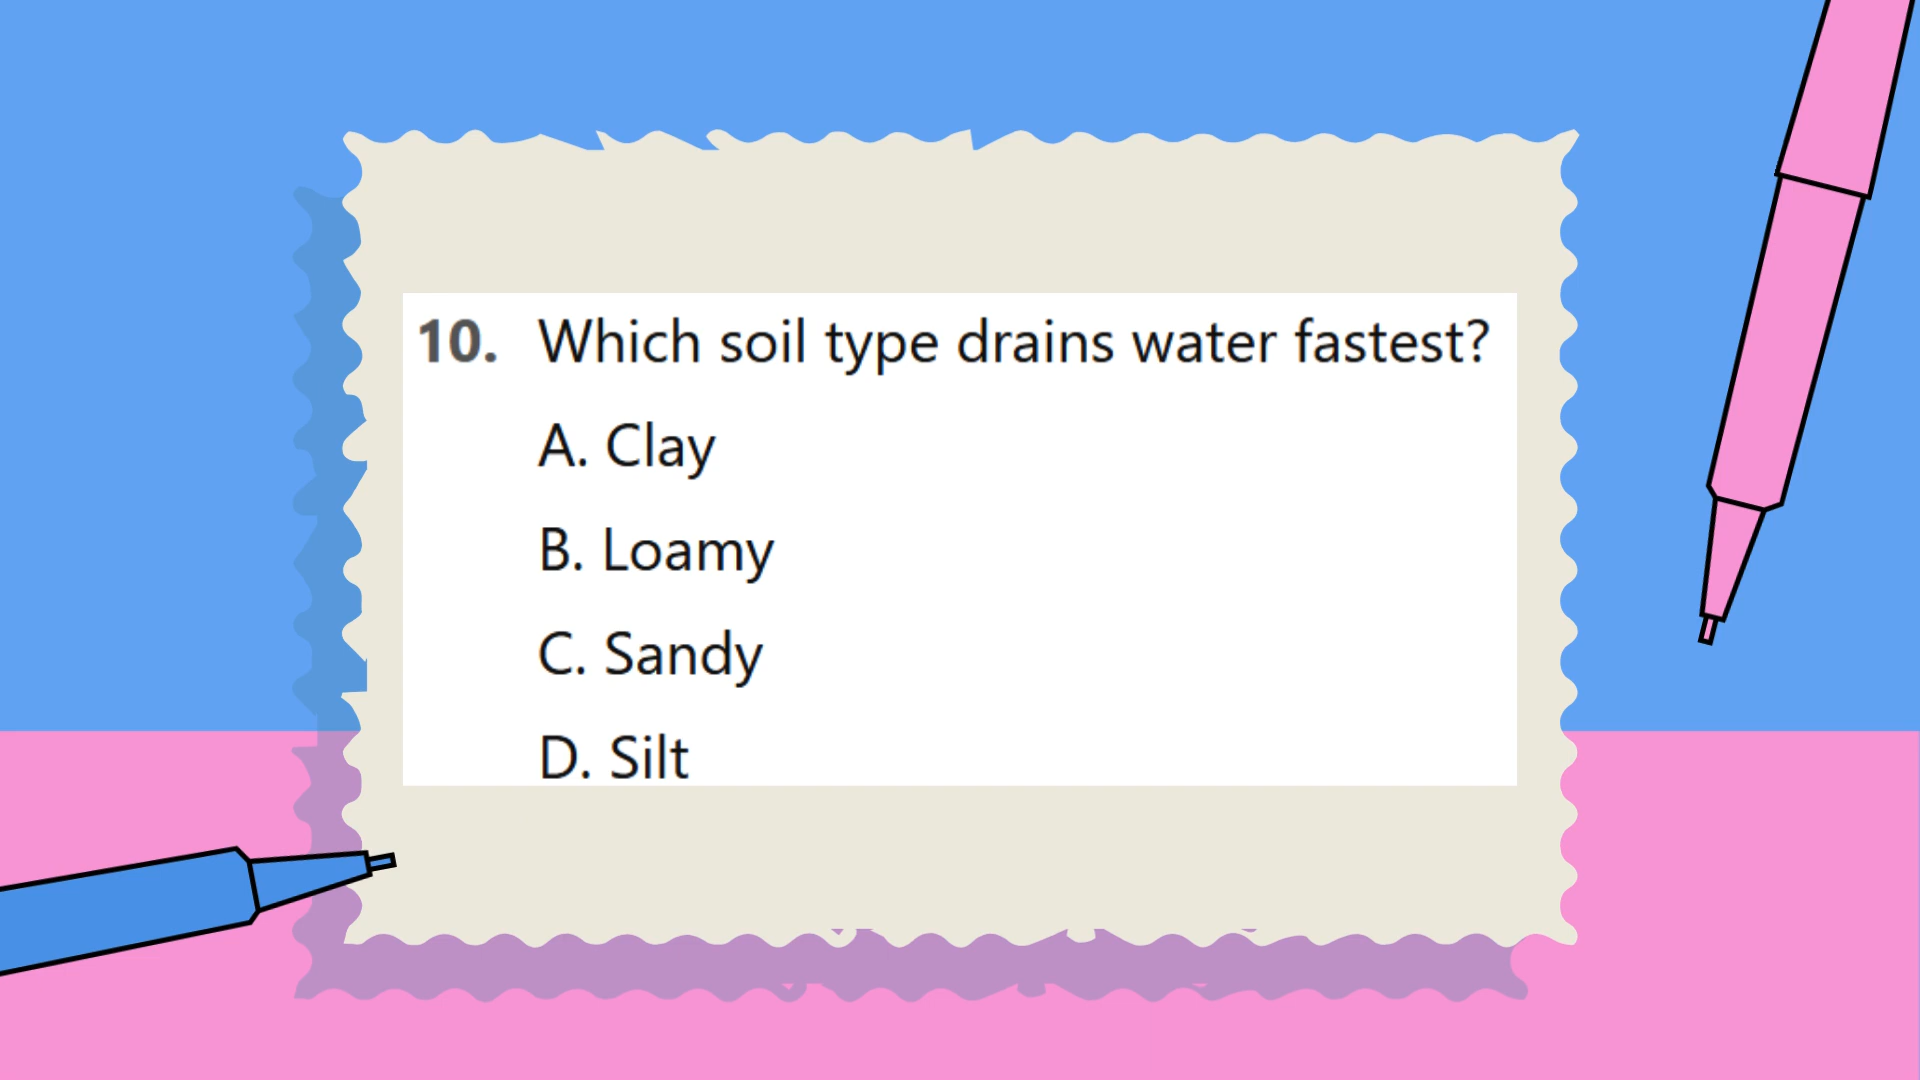 10. Which soil type drains water fastest?
A. Clay
B. Loamy
C. Sandy
D. Silt